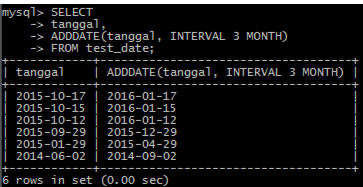 mysql> SELECT
    -> tanggal,
    -> ADDDATE(tanggal, INTERVAL 3 MONTH)
    -> FROM test_date;
+------------+------------------------------------+
| tanggal    | ADDDATE(tanggal, INTERVAL 3 MONTH) |
+------------+------------------------------------+
| 2015-10-17 | 2016-01-17                         |
| 2015-10-15 | 2016-01-15                         |
| 2015-10-12 | 2016-01-12                         |
| 2015-09-29 | 2015-12-29                         |
| 2015-01-29 | 2015-04-29                         |
| 2014-06-02 | 2014-09-02                         |
+------------+------------------------------------+
6 rows in set (0.00 sec)